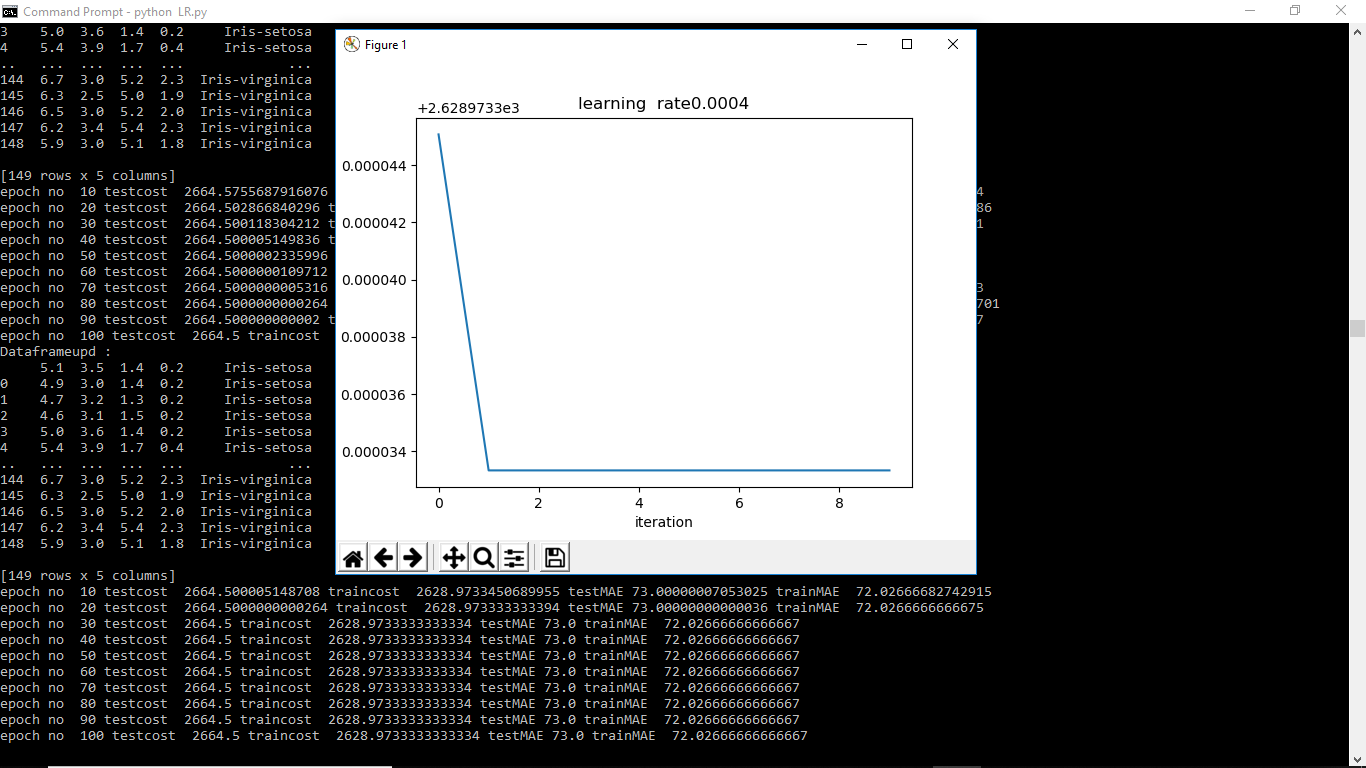 Command Prompt - python LR.py
3 5.0 3.6 1.4 0.2 Iris-setosa
4 5.4 3.9 1.7 0.4 Iris-setosa
.. ... ... ... ... ...
144 6.7 3.0 5.2 2.3 Iris-virginica
145 6.3 2.5 5.0 1.9 Iris-virginica
146 6.5 3.0 5.2 2.0 Iris-virginica
147 6.2 3.4 5.4 2.3 Iris-virginica
148 5.9 3.0 5.1 1.8 Iris-virginica
[149 rows x 5 columns]
epoch no 10 testcost 2664.5755687916076 4
epoch no 20 testcost 2664.502866840296 t 86
epoch no 30 testcost 2664.500118304212 t 1
epoch no 40 testcost 2664.500005149836 t
epoch no 50 testcost 2664.5000002335996
epoch no 60 testcost 2664.5000000109712
epoch no 70 testcost 2664.5000000005316 3
epoch no 80 testcost 2664.5000000000264 701
epoch no 90 testcost 2664.500000000002 t 7
epoch no 100 testcost 2664.5 traincost
Dataframeupd :
5.1 3.5 1.4 0.2 Iris-setosa
0 4.9 3.0 1.4 0.2 Iris-setosa
1 4.7 3.2 1.3 0.2 Iris-setosa
2 4.6 3.1 1.5 0.2 Iris-setosa
3 5.0 3.6 1.4 0.2 Iris-setosa
4 5.4 3.9 1.7 0.4 Iris-setosa
.. ... ... ... ... ...
144 6.7 3.0 5.2 2.3 Iris-virginica
145 6.3 2.5 5.0 1.9 Iris-virginica
146 6.5 3.0 5.2 2.0 Iris-virginica
147 6.2 3.4 5.4 2.3 Iris-virginica
148 5.9 3.0 5.1 1.8 Iris-virginica
[149 rows x 5 columns]
epoch no 10 testcost 2664.500005148708 traincost 2628.9733450689955 testMAE 73.00000007053025 trainMAE 72.02666682742915
epoch no 20 testcost 2664.5000000000264 traincost 2628.973333333394 testMAE 73.00000000000036 trainMAE 72.02666666666675
epoch no 30 testcost 2664.5 traincost 2628.9733333333334 testMAE 73.0 trainMAE 72.02666666666667
epoch no 40 testcost 2664.5 traincost 2628.9733333333334 testMAE 73.0 trainMAE 72.02666666666667
epoch no 50 testcost 2664.5 traincost 2628.9733333333334 testMAE 73.0 trainMAE 72.02666666666667
epoch no 60 testcost 2664.5 traincost 2628.9733333333334 testMAE 73.0 trainMAE 72.02666666666667
epoch no 70 testcost 2664.5 traincost 2628.9733333333334 testMAE 73.0 trainMAE 72.02666666666667
epoch no 80 testcost 2664.5 traincost 2628.9733333333334 testMAE 73.0 trainMAE 72.02666666666667
epoch no 90 testcost 2664.5 traincost 2628.9733333333334 testMAE 73.0 trainMAE 72.02666666666667
epoch no 100 testcost 2664.5 traincost 2628.9733333333334 testMAE 73.0 trainMAE 72.02666666666667
Figure 1
learning rate0.0004
+2.6289733e3
0.000044
0.000042
0.000040
0.000038
0.000036
0.000034
0 2 4 6 8
iteration